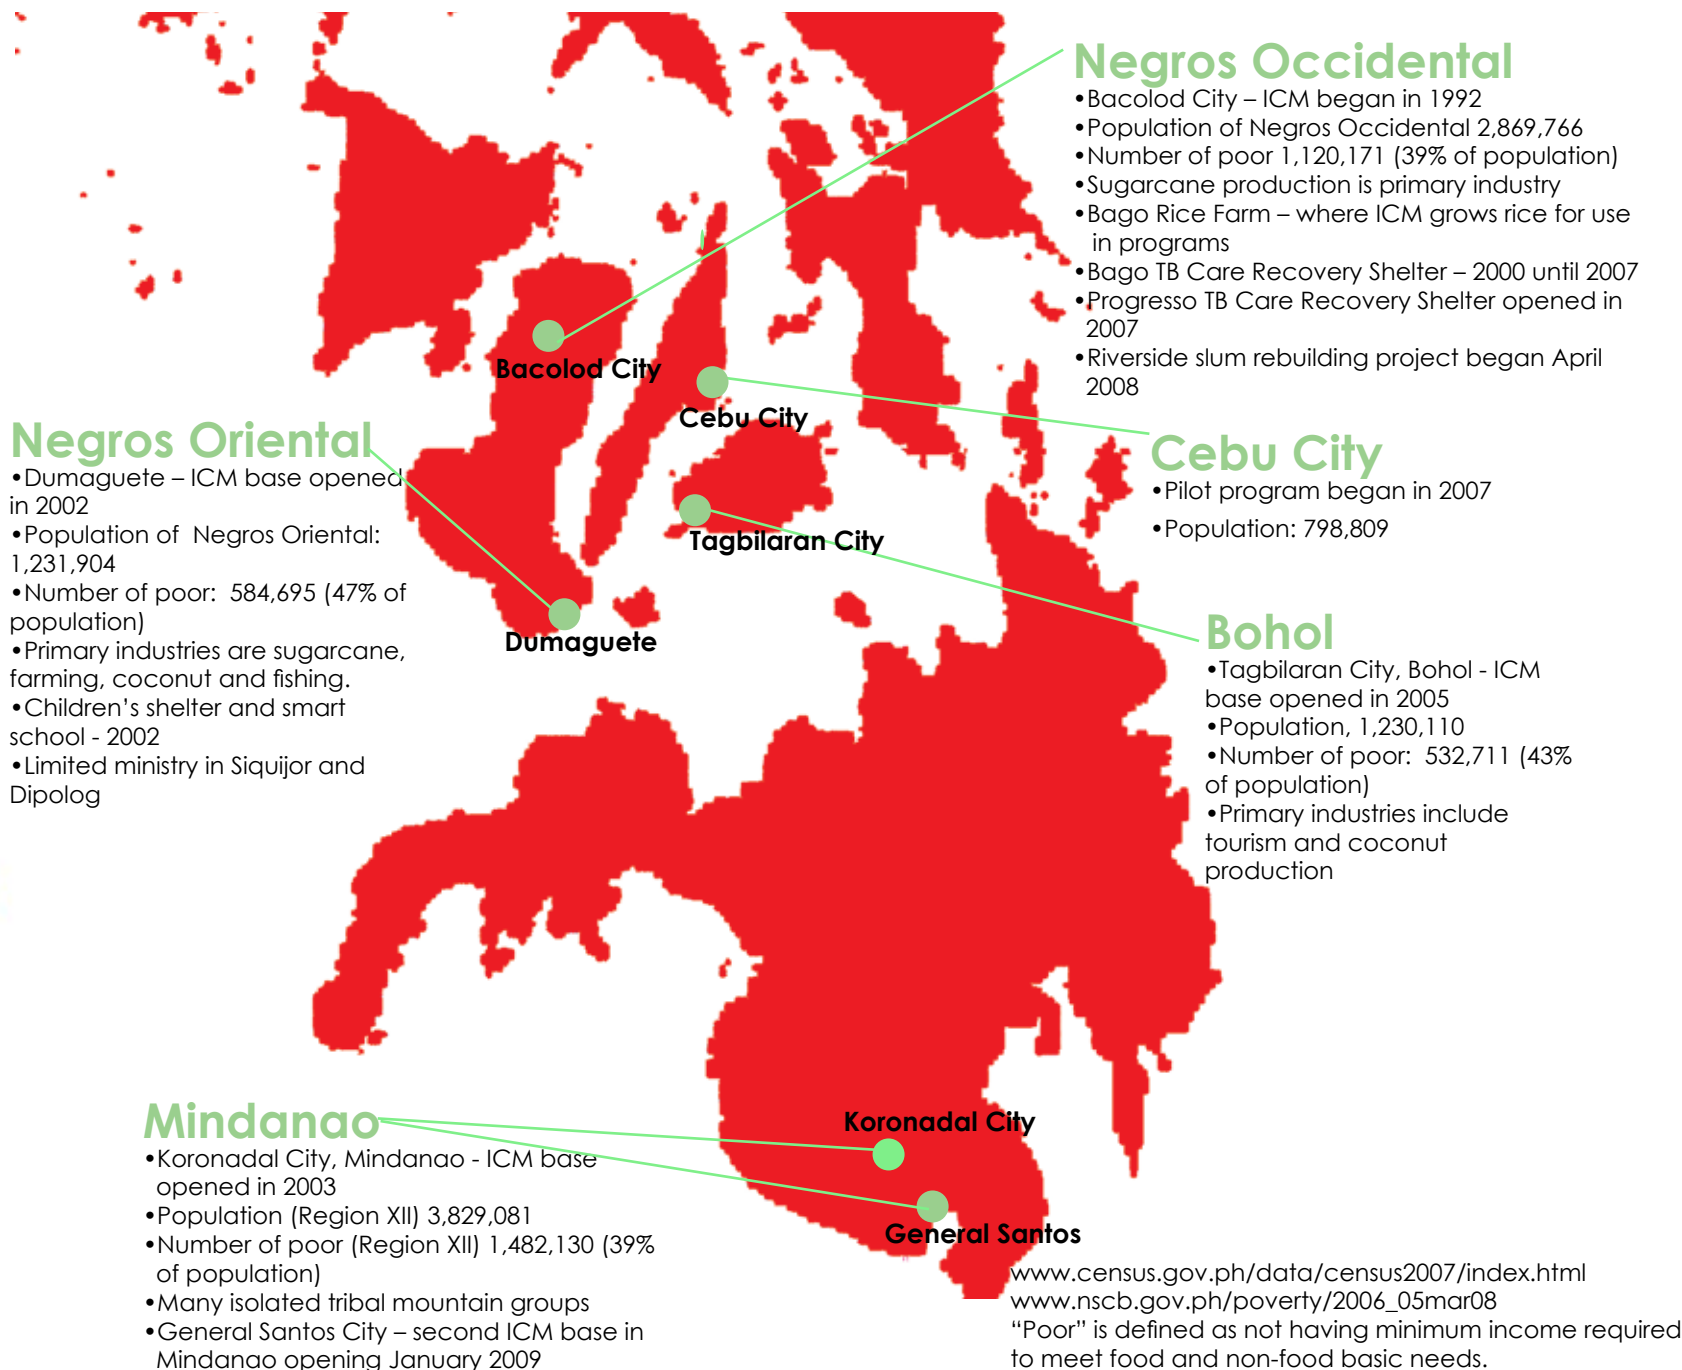 Negros Occidental
•Bacolod City – ICM began in 1992
•Population of Negros Occidental 2,869,766
•Number of poor 1,120,171 (39% of population)
•Sugarcane production is primary industry
•Bago Rice Farm – where ICM grows rice for use
in programs
•Bago TB Care Recovery Shelter – 2000 until 2007
•Progresso TB Care Recovery Shelter opened in
2007
•Riverside slum rebuilding project began April
2008
Bacolod City
Cebu City
Negros Oriental
•Dumaguete – ICM base opened
in 2002
•Population of  Negros Oriental:
1,231,904
•Number of poor:  584,695 (47% of
population)
•Primary industries are sugarcane,
farming, coconut and fishing.
•Children’s shelter and smart
school - 2002
•Limited ministry in Siquijor and
Dipolog
Cebu City
•Pilot program began in 2007
•Population: 798,809
Tagbilaran City
Dumaguete
Bohol
•Tagbilaran City, Bohol - ICM
base opened in 2005
•Population, 1,230,110
•Number of poor:  532,711 (43%
of population)
•Primary industries include
tourism and coconut
production
Mindanao
•Koronadal City, Mindanao - ICM base
opened in 2003
•Population (Region XII) 3,829,081
•Number of poor (Region XII) 1,482,130 (39%
of population)
•Many isolated tribal mountain groups
•General Santos City – second ICM base in
Mindanao opening January 2009
Koronadal City
General Santos
www.census.gov.ph/data/census2007/index.html
www.nscb.gov.ph/poverty/2006_05mar08
“Poor” is defined as not having minimum income required
to meet food and non-food basic needs.